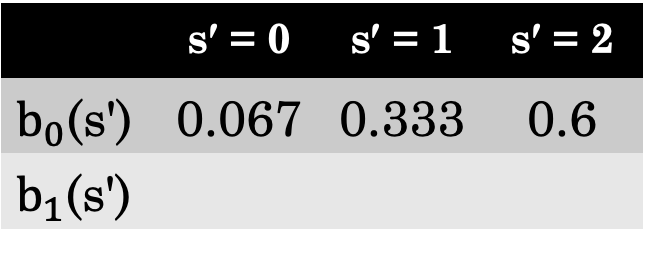 s′ = 0 s′ = 1 s′ = 2
b₀(s') 0.067 0.333 0.6
b₁(s')